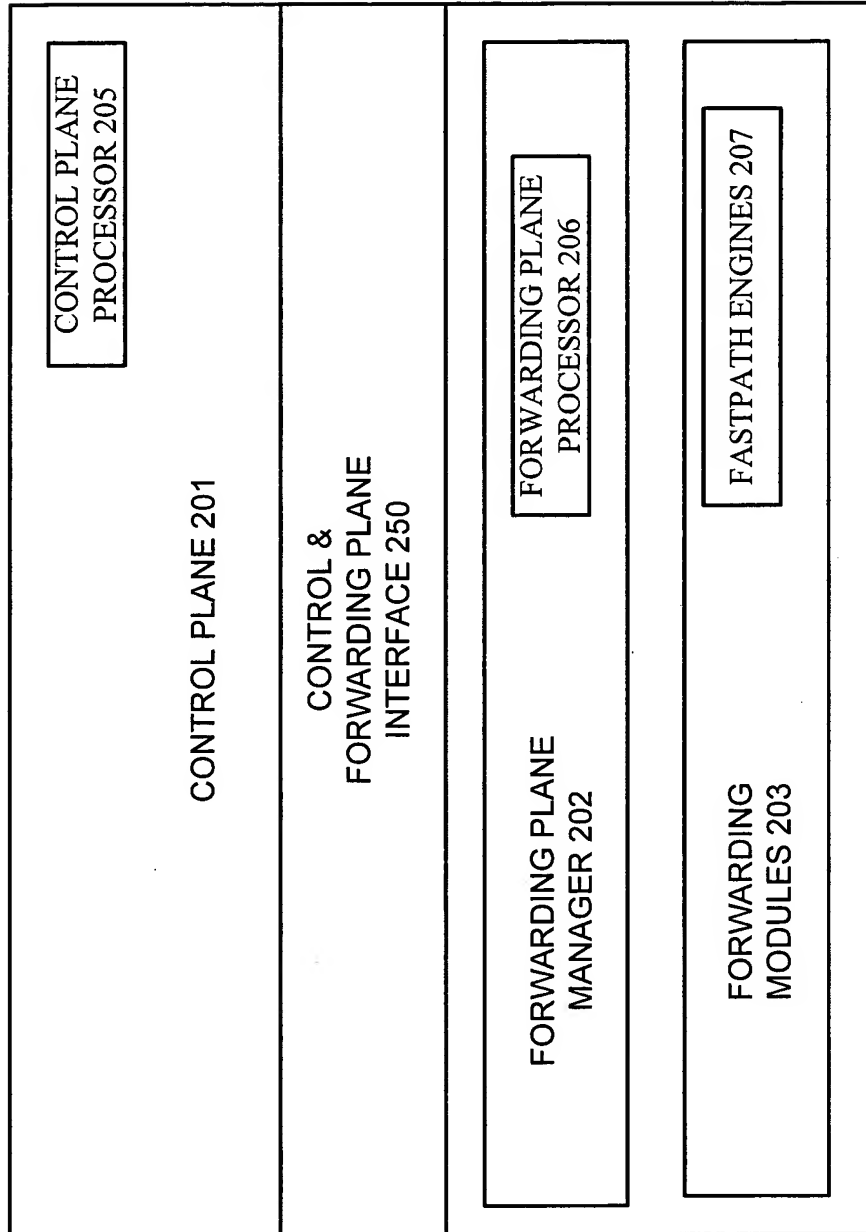 CONTROL PLANE
PROCESSOR 205
CONTROL PLANE 201
CONTROL &
FORWARDING PLANE
INTERFACE 250
FORWARDING PLANE
PROCESSOR 206
FORWARDING PLANE
MANAGER 202
FASTPATH ENGINES 207
FORWARDING
MODULES 203